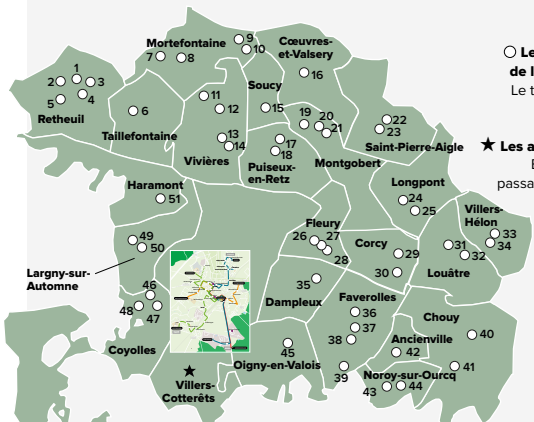 Mortefontaine
7
8
9
10
Cœuvres-
et-Valsery
16
Le
de l
Le t
1
2
3
4
5
Retheuil
6
Taillefontaine
11
12
13
14
Vivières
Soucy
15
17
18
Puiseux-
en-Retz
19
20
21
Montgobert
22
23
Saint-Pierre-Aigle
★ Les a
E
passa
Haramont
51
Longpont
24
25
Villers-
Hélon
33
34
49
50
Largny-sur-
Automne
Fleury
26
27
28
Corcy
29
30
31
32
Louâtre
46
48
47
Coyolles
35
Dampleux
Faverolles
36
37
38
39
Chouy
40
41
Ancienville
42
Noroy-sur-Ourcq
43
44
45
Oigny-en-Valois
★
Villers-
Cotterêts